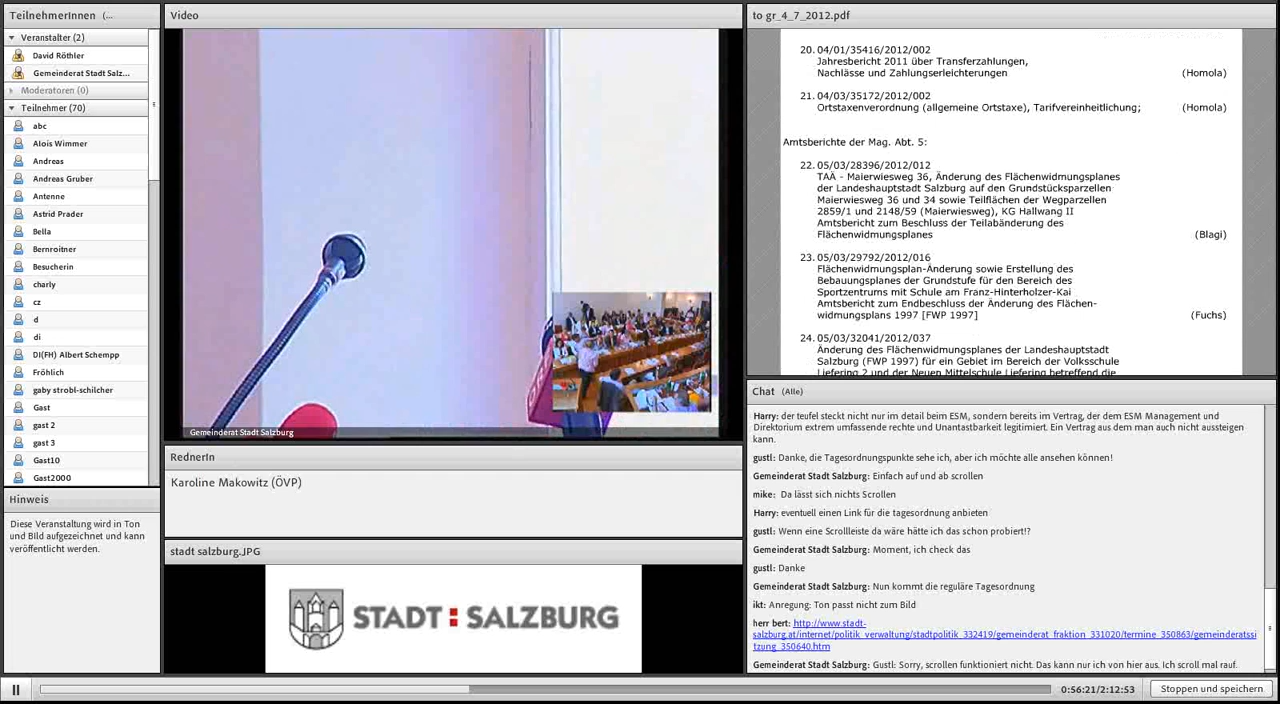 TeilnehmerInnen (...
Veranstalter (2)
David Röthler
Gemeinderat Stadt Salz...
Moderatoren (0)
Teilnehmer (70)
abc
Alois Wimmer
Andreas
Andreas Gruber
Antenne
Astrid Prader
Bella
Bernroitner
Besucherin
charly
cz
d
di
DI(FH) Albert Schempp
Fröhlich
gaby strobl-schilcher
Gast
gast 2
gast 3
Gast10
Gast2000
Hinweis
Diese Veranstaltung wird in Ton
und Bild aufgezeichnet und kann
veröffentlicht werden.
Video
Gemeinderat Stadt Salzburg
RednerIn
Karoline Makowitz (ÖVP)
stadt salzburg.JPG
STADT : SALZBURG
to gr_4_7_2012.pdf
20. 04/01/35416/2012/002
Jahresbericht 2011 über Transferzahlungen,
Nachlässe und Zahlungserleichterungen (Homola)
21. 04/03/35172/2012/002
Ortstaxenverordnung (allgemeine Ortstaxe), Tarifvereinheitlichung; (Homola)
Amtsberichte der Mag. Abt. 5:
22. 05/03/28396/2012/012
TAÄ - Maierwiesweg 36, Änderung des Flächenwidmungsplanes
der Landeshauptstadt Salzburg auf den Grundstücksparzellen
Maierwiesweg 36 und 34 sowie Teilflächen der Wegparzellen
2859/1 und 2148/59 (Maierwiesweg), KG Hallwang II
Amtsbericht zum Beschluss der Teilabänderung des
Flächenwidmungsplanes (Blagi)
23. 05/03/29792/2012/016
Flächenwidmungsplan-Änderung sowie Erstellung des
Bebauungsplanes der Grundstufe für den Bereich des
Sportzentrums mit Schule am Franz-Hinterholzer-Kai
Amtsbericht zum Endbeschluss der Änderung des Flächen-
widmungsplans 1997 [FWP 1997] (Fuchs)
24. 05/03/32041/2012/037
Änderung des Flächenwidmungsplanes der Landeshauptstadt
Salzburg (FWP 1997) für ein Gebiet im Bereich der Volksschule
Liefering 2 und der Neuen Mittelschule Liefering betreffend die
Chat (Alle)
Harry: der teufel steckt nicht nur im detail beim ESM, sondern bereits im Vertrag, der dem ESM Management und
Direktorium extrem umfassende rechte und Unantastbarkeit legitimiert. Ein Vertrag aus dem man auch nicht aussteigen
kann.
gustl: Danke, die Tagesordnungspunkte sehe ich, aber ich möchte alle ansehen können!
Gemeinderat Stadt Salzburg: Einfach auf und ab scrollen
mike: Da lässt sich nichts Scrollen
Harry: eventuell einen Link für die tagesordnung anbieten
gustl: Wenn eine Scrollleiste da wäre hätte ich das schon probiert!?
Gemeinderat Stadt Salzburg: Moment, ich check das
gustl: Danke
Gemeinderat Stadt Salzburg: Nun kommt die reguläre Tagesordnung
ikt: Anregung: Ton passt nicht zum Bild
herr bert: http://www.stadt-
salzburg.at/internet/politik_verwaltung/stadtpolitik_332419/gemeinderat_fraktion_331020/termine_350863/gemeinderatssi
tzung_350640.htm
Gemeinderat Stadt Salzburg: Gustl: Sorry, scrollen funktioniert nicht. Das kann nur ich von hier aus. Ich scroll mal rauf.
0:56:21/2:12:53
Stoppen und speichern